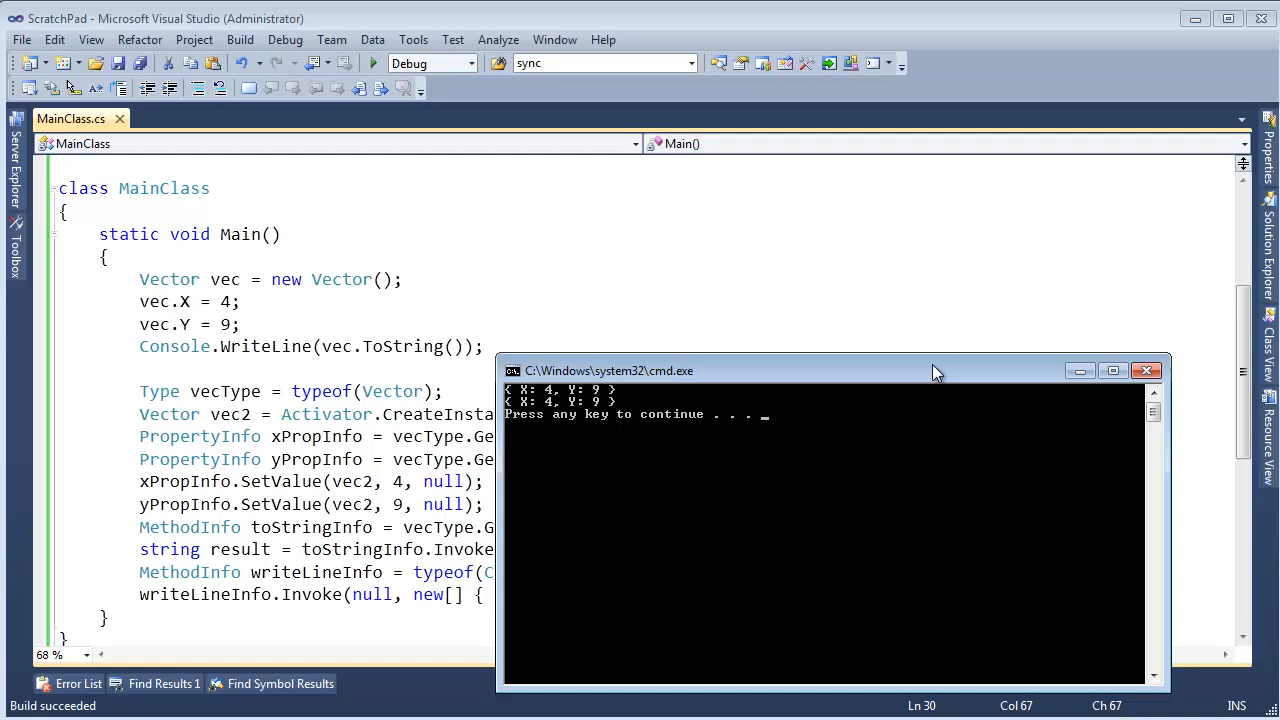 ScratchPad - Microsoft Visual Studio (Administrator)
File Edit View Refactor Project Build Debug Team Data Tools Test Analyze Window Help
Debug sync
MainClass.cs
MainClass Main()
Server Explorer
Toolbox
class MainClass
{
static void Main()
{
Vector vec = new Vector();
vec.X = 4;
vec.Y = 9;
Console.WriteLine(vec.ToString());
Type vecType = typeof(Vector);
Vector vec2 = Activator.CreateInsta
PropertyInfo xPropInfo = vecType.Ge
PropertyInfo yPropInfo = vecType.Ge
xPropInfo.SetValue(vec2, 4, null);
yPropInfo.SetValue(vec2, 9, null);
MethodInfo toStringInfo = vecType.G
string result = toStringInfo.Invoke
MethodInfo writeLineInfo = typeof(C
writeLineInfo.Invoke(null, new[] {
}
}
C:\Windows\system32\cmd.exe
{ X: 4, Y: 9 }
{ X: 4, Y: 9 }
Press any key to continue . . . _
Properties
Solution Explorer
Class View
Resource View
68 %
Error List Find Results 1 Find Symbol Results
Build succeeded Ln 30 Col 67 Ch 67 INS